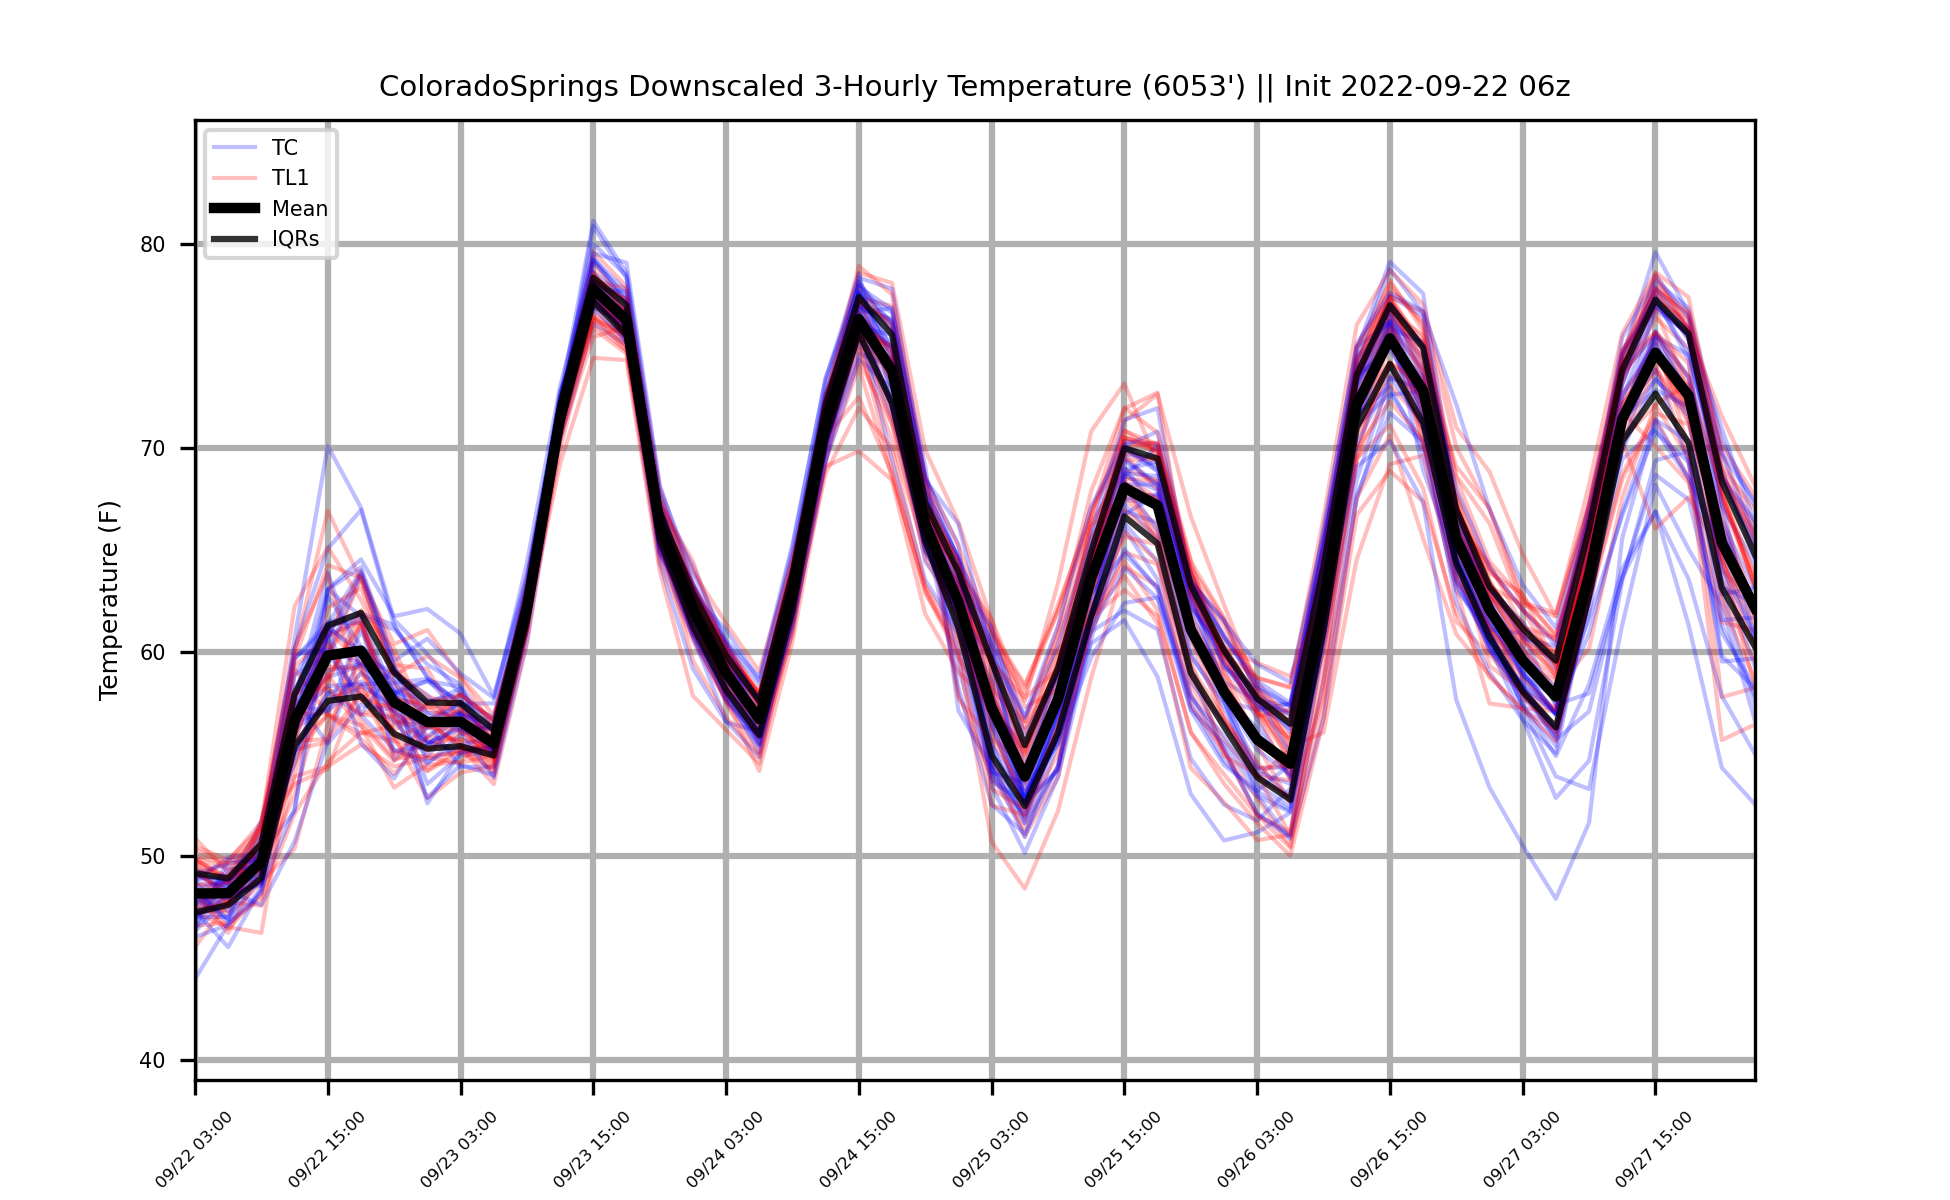 ColoradoSprings Downscaled 3-Hourly Temperature (6053') || Init 2022-09-22 06z
TC
TL1
Mean
IQRs
Temperature (F)
80
70
60
50
40
09/22 03:00
09/22 15:00
09/23 03:00
09/23 15:00
09/24 03:00
09/24 15:00
09/25 03:00
09/25 15:00
09/26 03:00
09/26 15:00
09/27 03:00
09/27 15:00